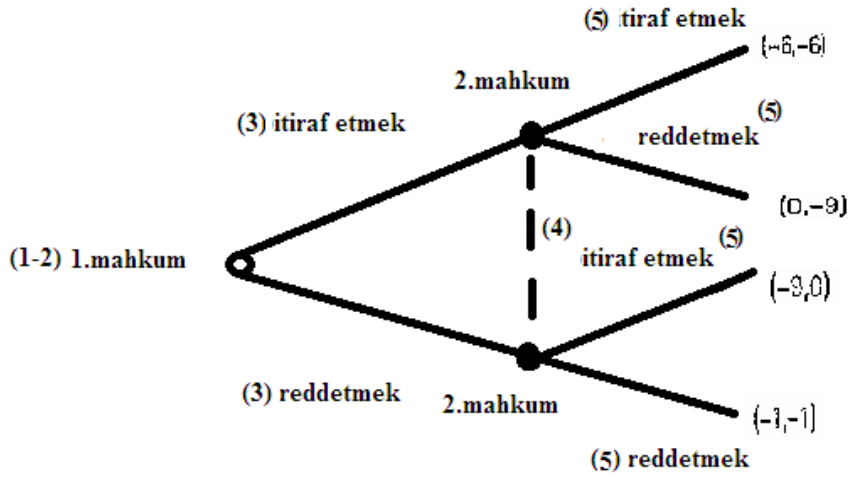 (5) itiraf etmek
(-6,-6)
2.mahkum
(3) itiraf etmek
(5)
reddetmek
(0,-9)
(4)
(5)
itiraf etmek
(1-2) 1.mahkum
(-9,0)
(3) reddetmek
2.mahkum
(-1,-1)
(5) reddetmek